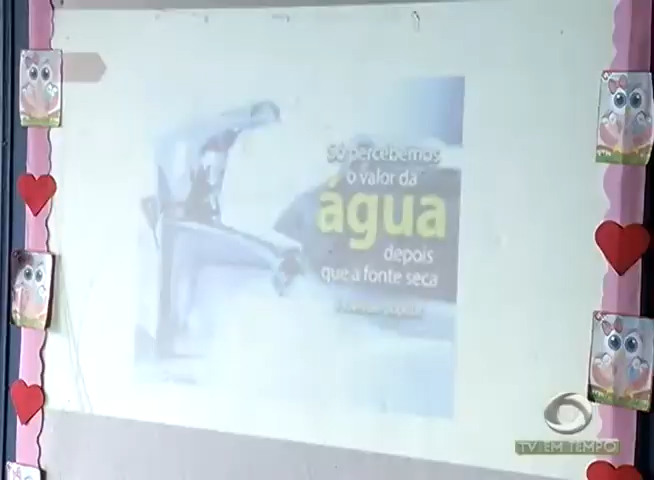 Só percebemos
o valor da
água
depois
que a fonte seca
TV EM TEMPO